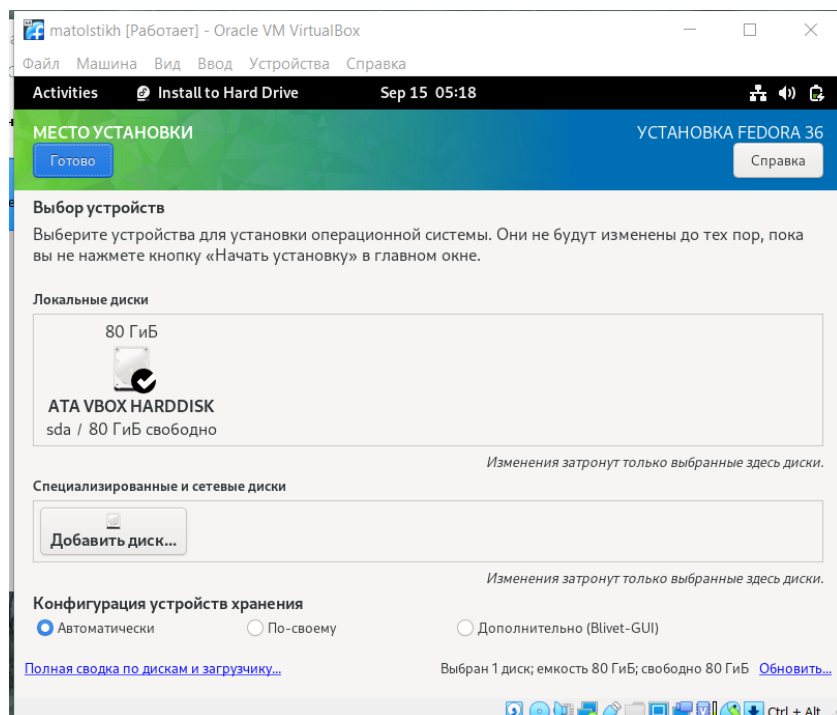 matolstikh [Работает] - Oracle VM VirtualBox
Файл Машина Вид Ввод Устройства Справка
Activities Install to Hard Drive Sep 15 05:18
МЕСТО УСТАНОВКИ УСТАНОВКА FEDORA 36
Готово Справка
Выбор устройств
Выберите устройства для установки операционной системы. Они не будут изменены до тех пор, пока
вы не нажмете кнопку «Начать установку» в главном окне.
Локальные диски
80 ГиБ
ATA VBOX HARDDISK
sda / 80 ГиБ свободно
Изменения затронут только выбранные здесь диски.
Специализированные и сетевые диски
Добавить диск...
Изменения затронут только выбранные здесь диски.
Конфигурация устройств хранения
Автоматически По-своему Дополнительно (Blivet-GUI)
Полная сводка по дискам и загрузчику... Выбран 1 диск; емкость 80 ГиБ; свободно 80 ГиБ Обновить...
Ctrl + Alt